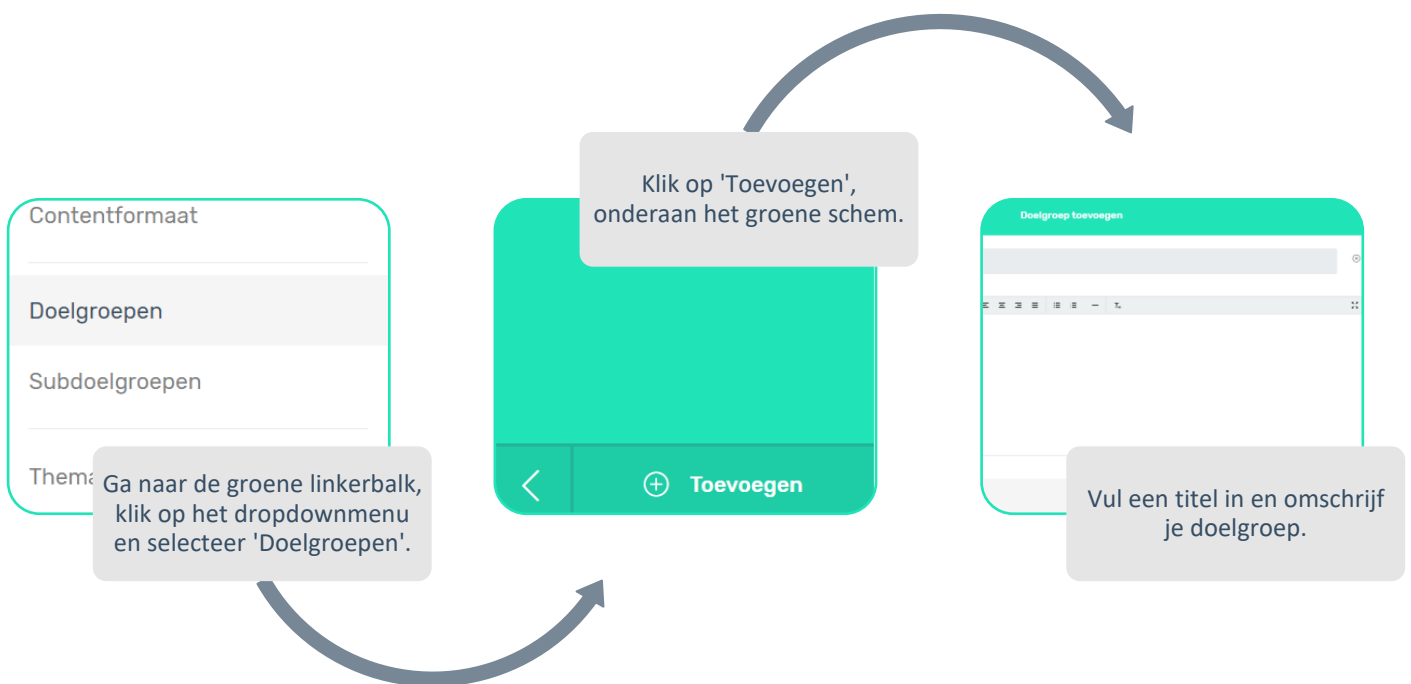 Contentformaat
Doelgroepen
Subdoelgroepen
Thema
Ga naar de groene linkerbalk,
klik op het dropdownmenu
en selecteer 'Doelgroepen'.
Klik op 'Toevoegen',
onderaan het groene schem.
Toevoegen
Doelgroep toevoegen
Vul een titel in en omschrijf
je doelgroep.